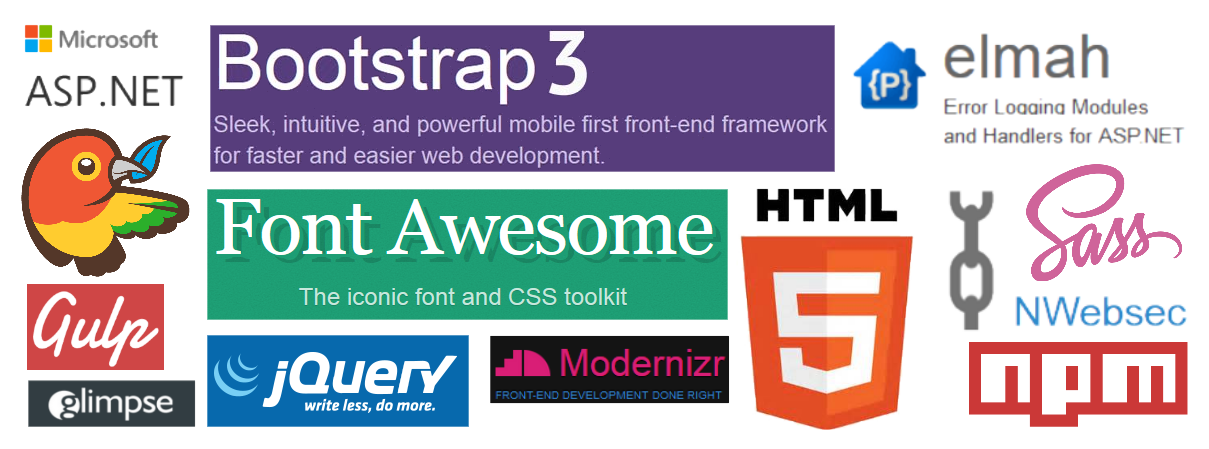 Microsoft
ASP.NET
Bootstrap 3
Sleek, intuitive, and powerful mobile first front-end framework
for faster and easier web development.
{P}
elmah
Error Logging Modules
and Handlers for ASP.NET
Font Awesome
The iconic font and CSS toolkit
HTML
5
Sass
NWebsec
Gulp
glimpse
jQuery
write less, do more.
Modernizr
FRONT-END DEVELOPMENT DONE RIGHT
npm